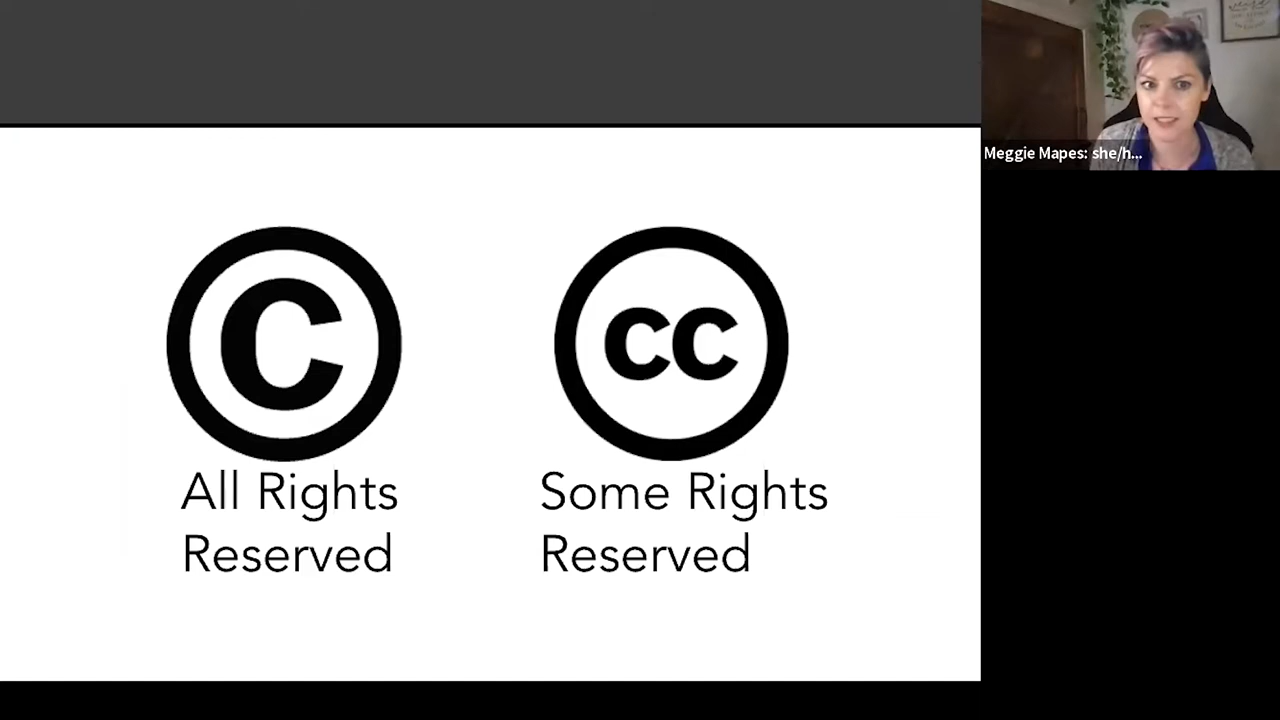 Meggie Mapes: she/h...
C
cc
All Rights
Reserved
Some Rights
Reserved